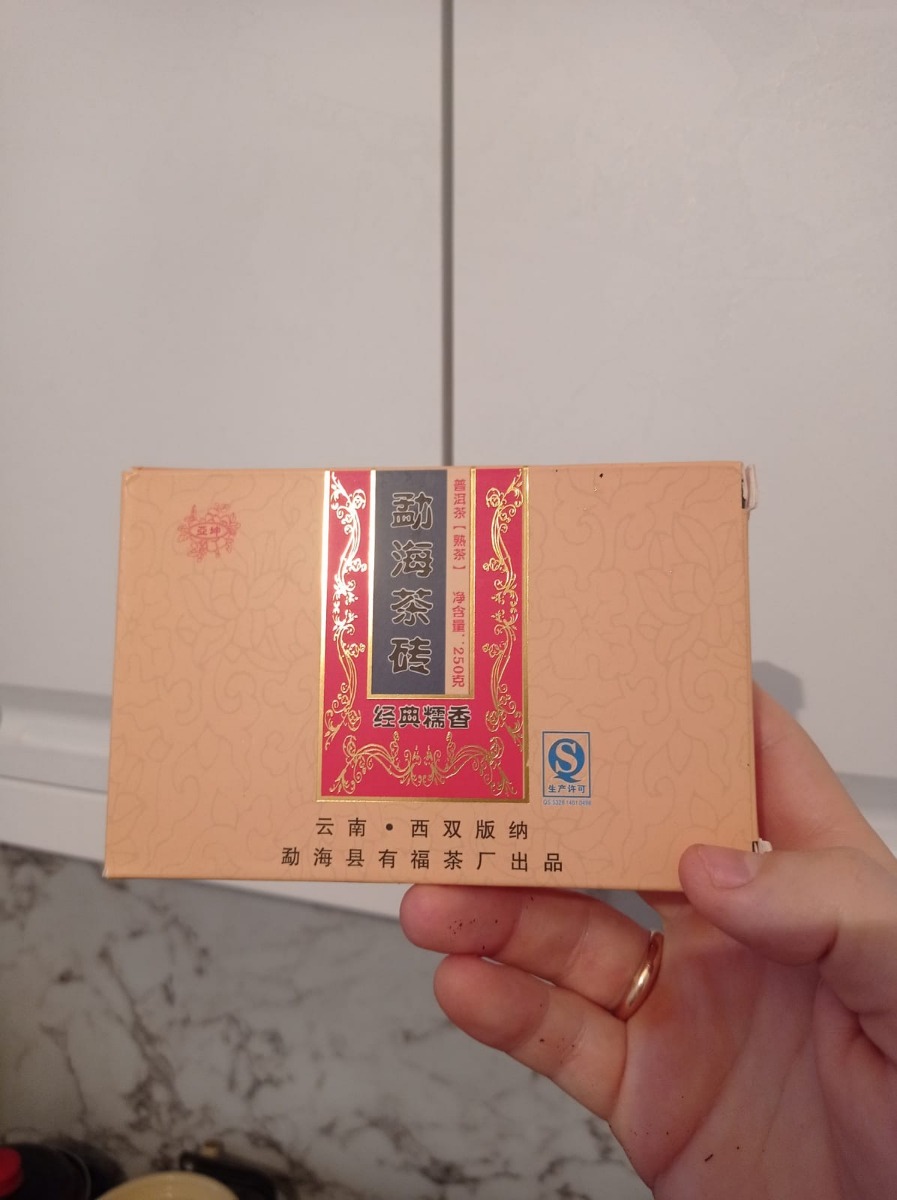 亚坤
勐海茶砖
普洱茶【熟茶】 净含量:250克
经典糯香
生产许可
云南•西双版纳
勐海县有福茶厂出品